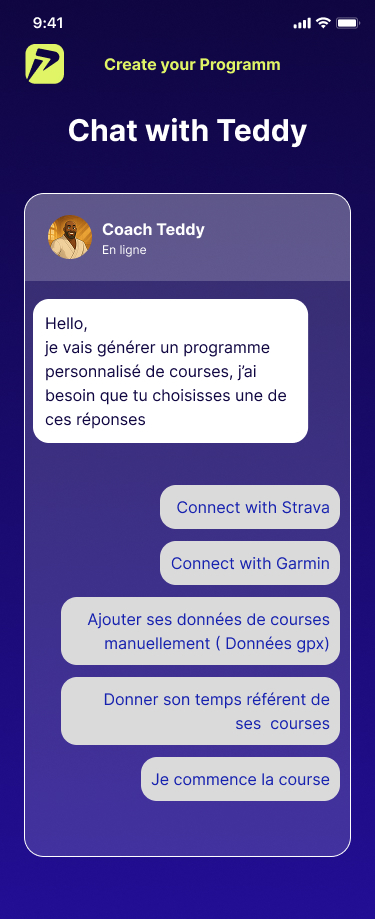 9:41
Create your Programm
Chat with Teddy
Coach Teddy
En ligne
Hello,
je vais générer un programme
personnalisé de courses, j’ai
besoin que tu choisisses une de
ces réponses
Connect with Strava
Connect with Garmin
Ajouter ses données de courses
manuellement ( Données gpx)
Donner son temps référent de
ses  courses
Je commence la course